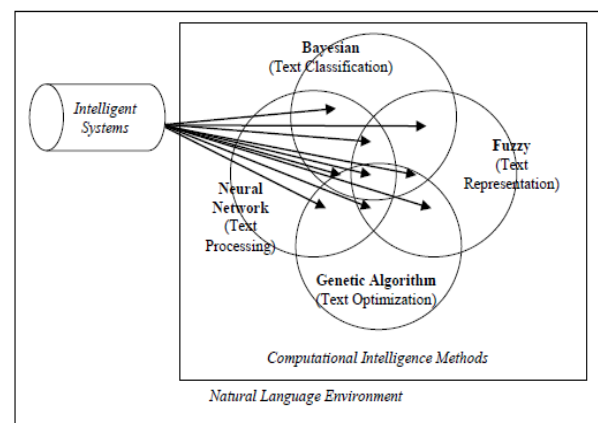 Bayesian
(Text Classification)
Intelligent
Systems
Fuzzy
(Text
Representation)
Neural
Network
(Text
Processing)
Genetic Algorithm
(Text Optimization)
Computational Intelligence Methods
Natural Language Environment